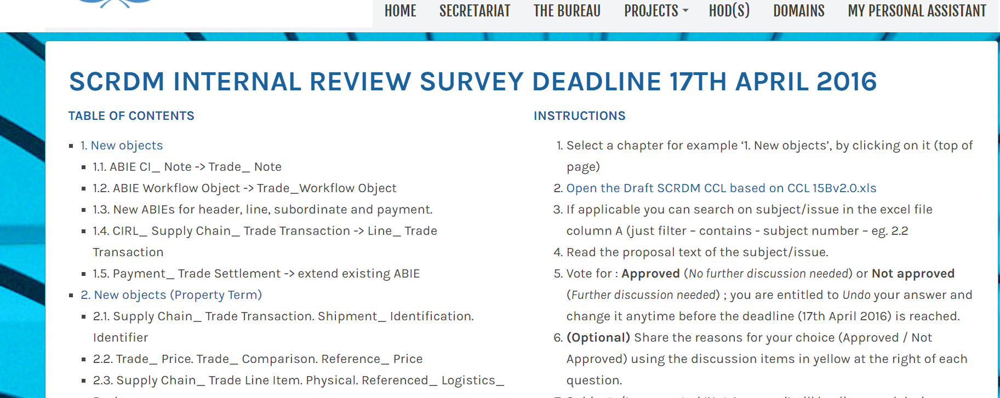 HOME SECRETARIAT THE BUREAU PROJECTS HOD(S) DOMAINS MY PERSONAL ASSISTANT
SCRDM INTERNAL REVIEW SURVEY DEADLINE 17TH APRIL 2016
TABLE OF CONTENTS
1. New objects
1.1. ABIE CI_ Note -> Trade_ Note
1.2. ABIE Workflow Object -> Trade_Workflow Object
1.3. New ABIEs for header, line, subordinate and payment.
1.4. CIRL_ Supply Chain_ Trade Transaction -> Line_ Trade
Transaction
1.5. Payment_ Trade Settlement -> extend existing ABIE
2. New objects (Property Term)
2.1. Supply Chain_ Trade Transaction. Shipment_ Identification.
Identifier
2.2. Trade_ Price. Trade_ Comparison. Reference_ Price
2.3. Supply Chain_ Trade Line Item. Physical. Referenced_ Logistics_
INSTRUCTIONS
1. Select a chapter for example ‘1. New objects’, by clicking on it (top of
page)
2. Open the Draft SCRDM CCL based on CCL 15Bv2.0.xls
3. If applicable you can search on subject/issue in the excel file
column A (just filter – contains - subject number – eg. 2.2
4. Read the proposal text of the subject/issue.
5. Vote for : Approved (No further discussion needed) or Not approved
(Further discussion needed) ; you are entitled to Undo your answer and
change it anytime before the deadline (17th April 2016) is reached.
6. (Optional) Share the reasons for your choice (Approved / Not
Approved) using the discussion items in yellow at the right of each
question.